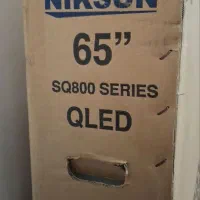 NIKSUN
65”
SQ800 SERIES
QLED